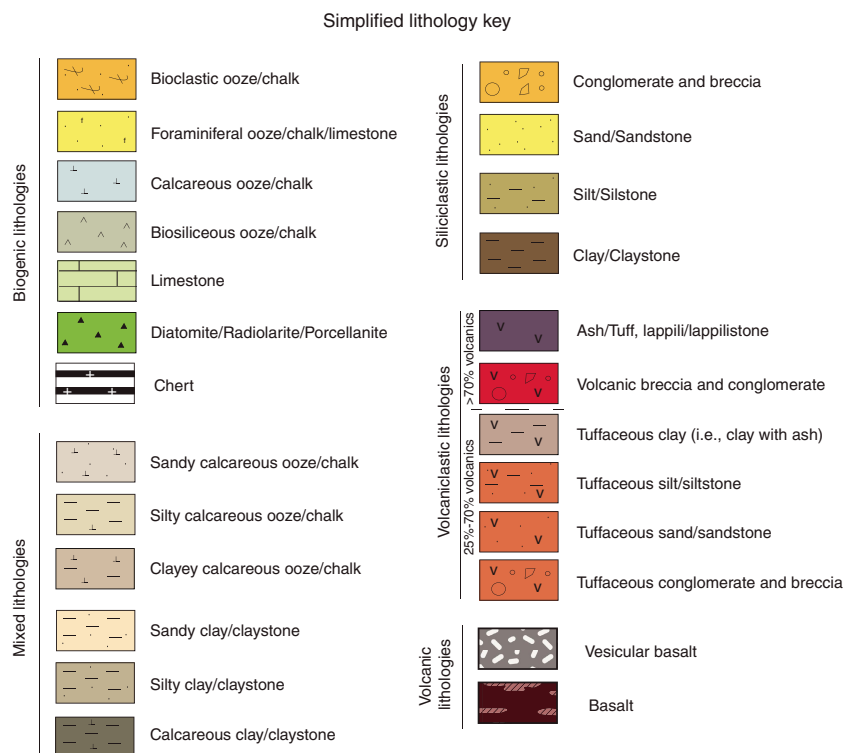 Simplified lithology key
Biogenic lithologies
Bioclastic ooze/chalk
Foraminiferal ooze/chalk/limestone
Calcareous ooze/chalk
Biosiliceous ooze/chalk
Limestone
Diatomite/Radiolarite/Porcellanite
Chert
Mixed lithologies
Sandy calcareous ooze/chalk
Silty calcareous ooze/chalk
Clayey calcareous ooze/chalk
Sandy clay/claystone
Silty clay/claystone
Calcareous clay/claystone
Siliciclastic lithologies
Conglomerate and breccia
Sand/Sandstone
Silt/Silstone
Clay/Claystone
Volcaniclastic lithologies
>70% volcanics
Ash/Tuff, lappili/lappilistone
Volcanic breccia and conglomerate
25%-70% volcanics
Tuffaceous clay (i.e., clay with ash)
Tuffaceous silt/siltstone
Tuffaceous sand/sandstone
Tuffaceous conglomerate and breccia
Volcanic
lithologies
Vesicular basalt
Basalt